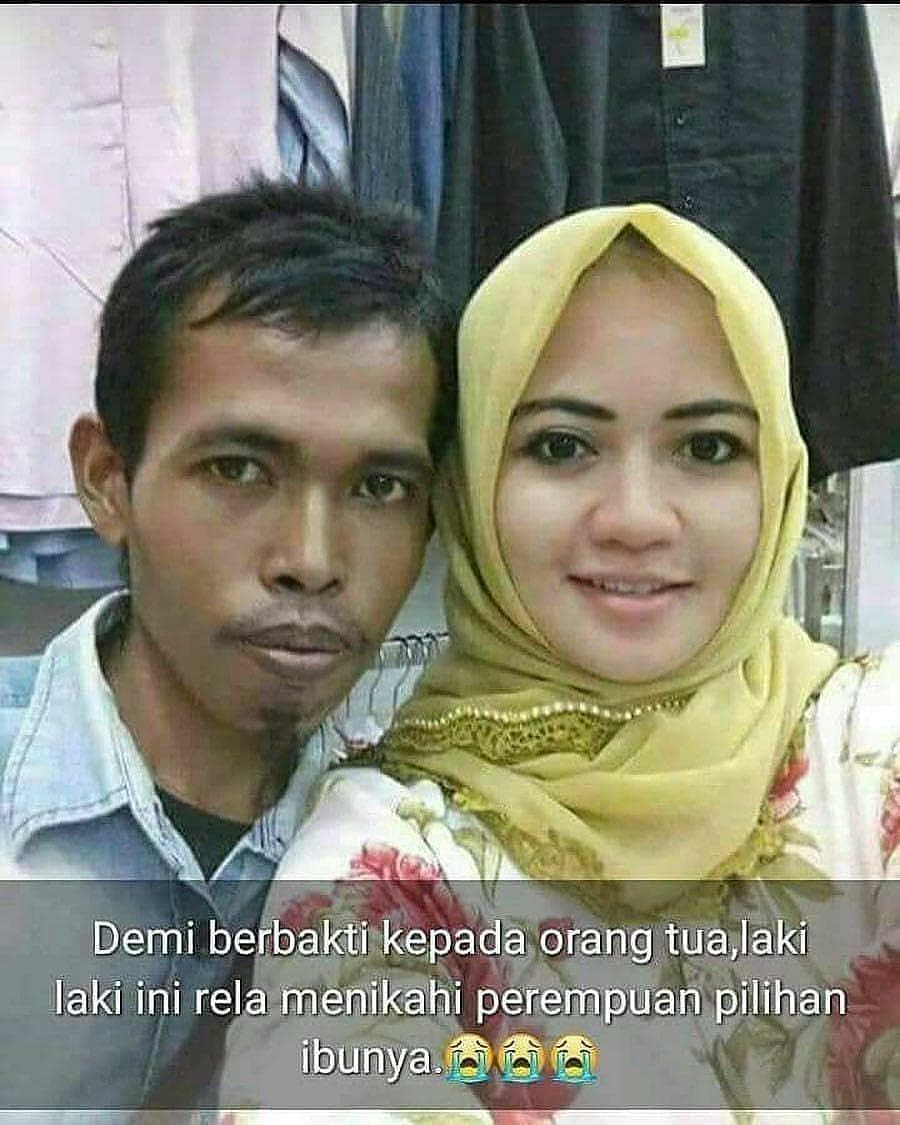 Demi berbakti kepada orang tua,laki
laki ini rela menikahi perempuan pilihan
ibunya.😭😭😭